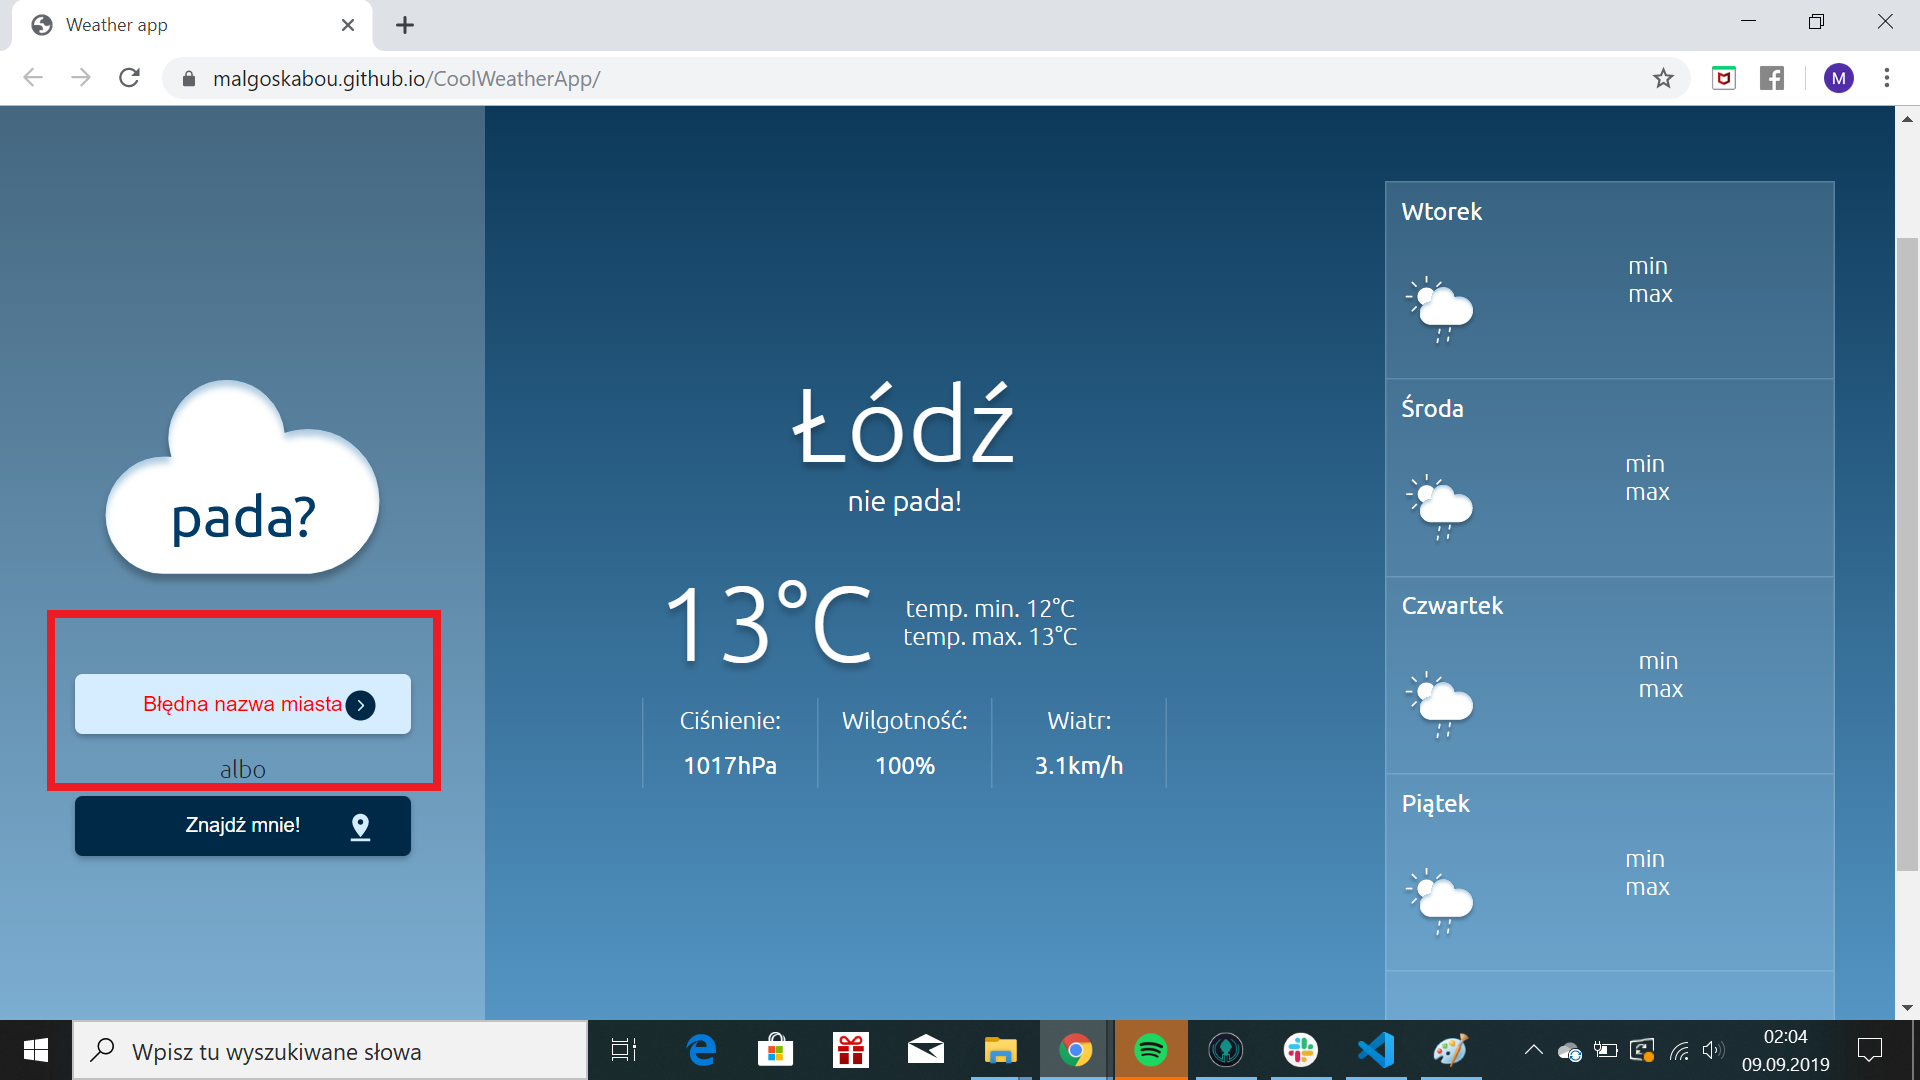 Weather app
malgoskabou.github.io/CoolWeatherApp/
M
pada?
Błędna nazwa miasta
albo
Znajdź mnie!
Łódź
nie pada!
13°C
temp. min. 12°C
temp. max. 13°C
Ciśnienie:
1017hPa
Wilgotność:
100%
Wiatr:
3.1km/h
Wtorek
min
max
Środa
min
max
Czwartek
min
max
Piątek
min
max
Wpisz tu wyszukiwane słowa
02:04
09.09.2019